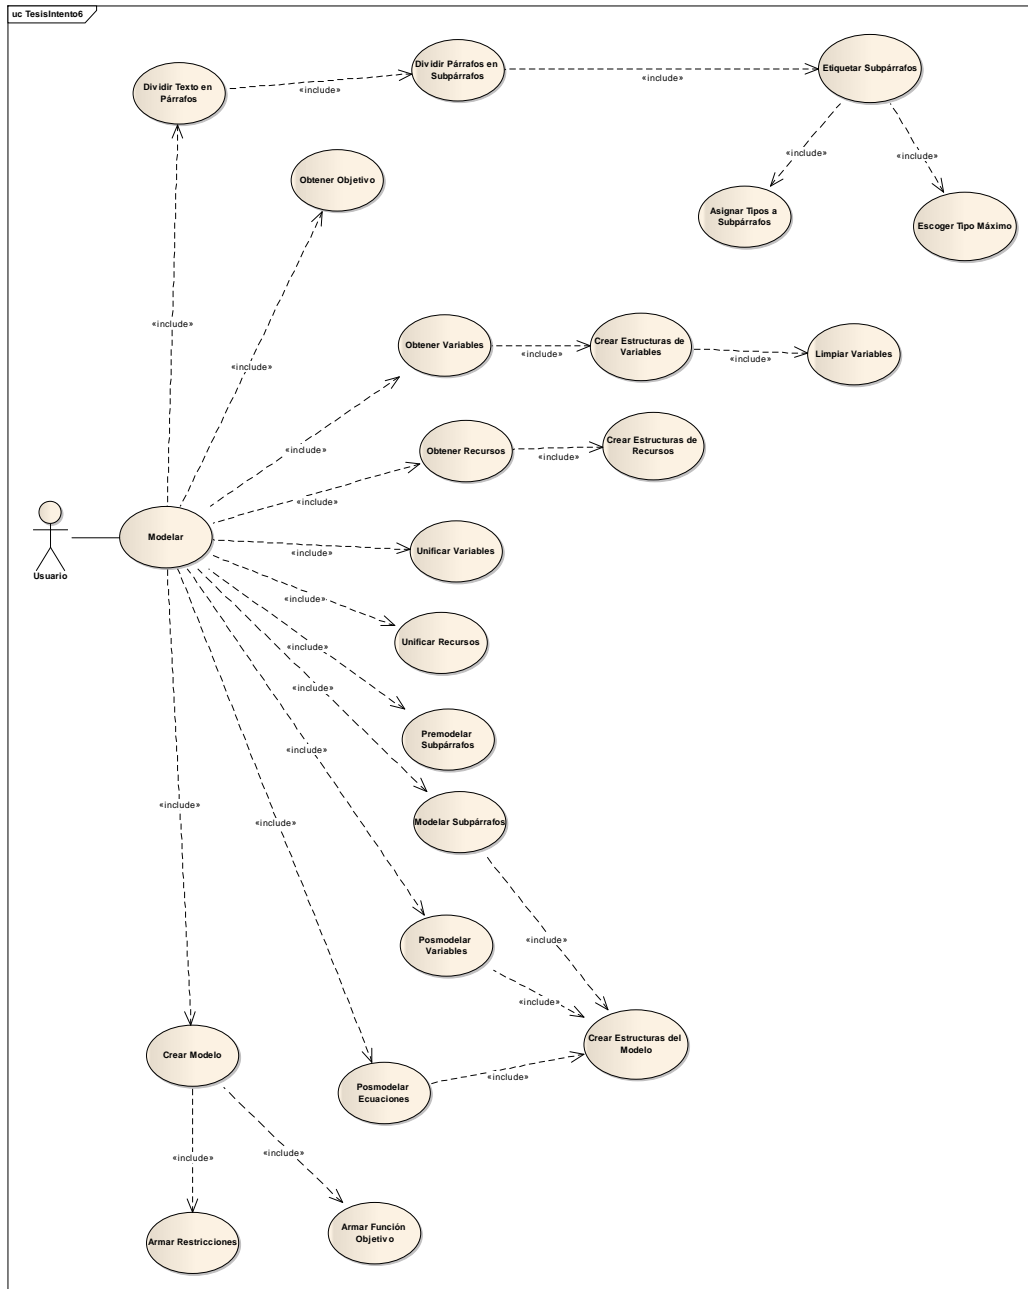 uc TesisIntento6
Dividir Texto en
Párrafos
«include»
Dividir Párrafos en
Subpárrafos
«include»
Etiquetar Subpárrafos
«include»
«include»
Asignar Tipos a
Subpárrafos
Escoger Tipo Máximo
Obtener Objetivo
«include»
«include»
Obtener Variables
«include»
Crear Estructuras de
Variables
«include»
Limpiar Variables
«include»
Obtener Recursos
«include»
Crear Estructuras de
Recursos
«include»
Usuario
Modelar
«include»
Unificar Variables
«include»
Unificar Recursos
«include»
Premodelar
Subpárrafos
«include»
Modelar Subpárrafos
«include»
Posmodelar
Variables
«include»
«include»
«include»
«include»
Crear Estructuras del
Modelo
Crear Modelo
Posmodelar
Ecuaciones
«include»
«include»
«include»
Armar Restricciones
Armar Función
Objetivo